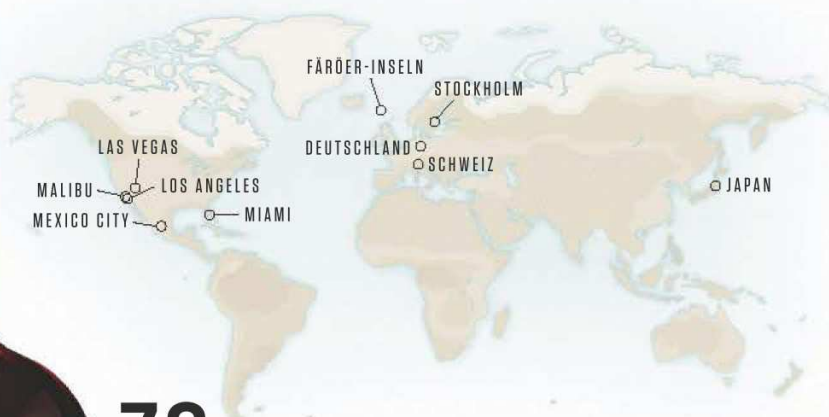 FÄRÖER-INSELN
STOCKHOLM
LAS VEGAS
DEUTSCHLAND
SCHWEIZ
MALIBU
LOS ANGELES
JAPAN
MEXICO CITY
MIAMI